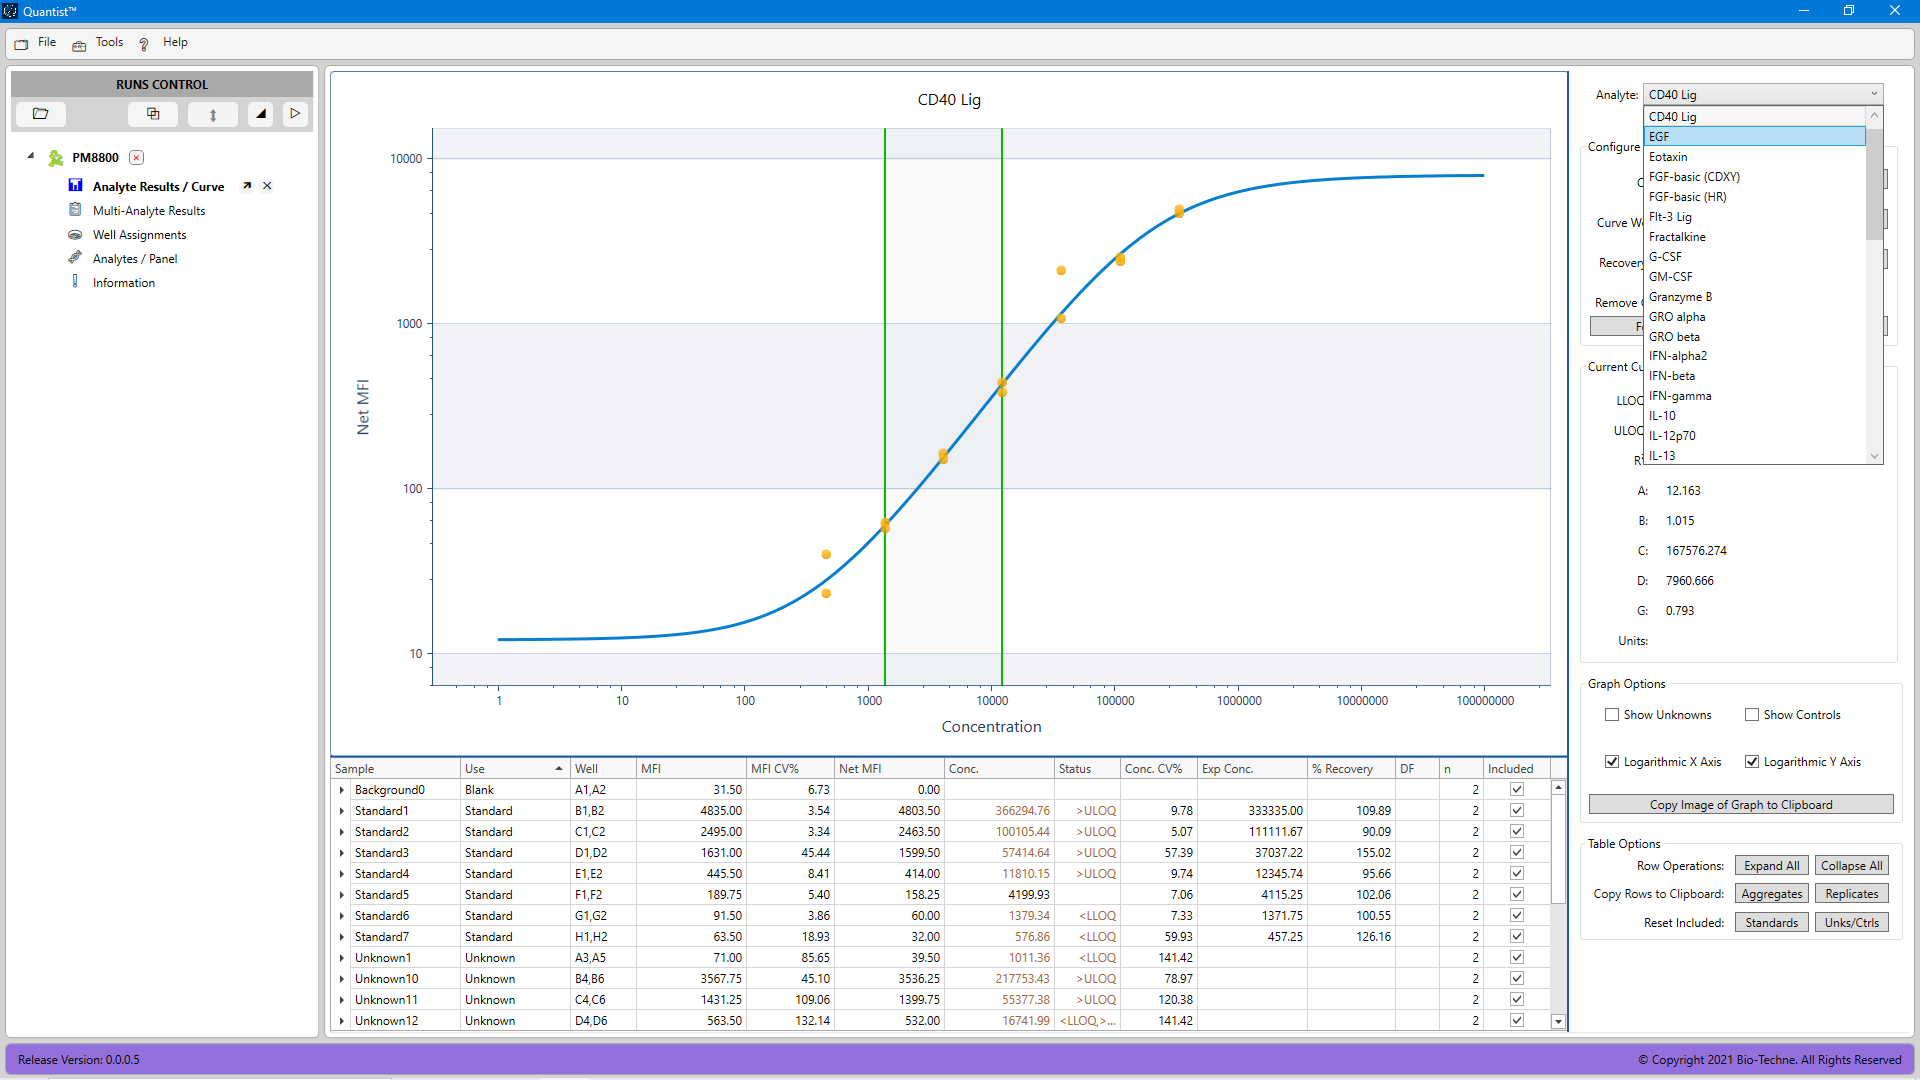 Quantist™
File Tools Help
RUNS CONTROL
PM8800
Analyte Results / Curve
Multi-Analyte Results
Well Assignments
Analytes / Panel
Information
CD40 Lig
Net MFI
10000
1000
100
10
1 10 100 1000 10000 100000 1000000 10000000 100000000
Concentration
Analyte: CD40 Lig
CD40 Lig
EGF
Eotaxin
FGF-basic (CDXY)
FGF-basic (HR)
Flt-3 Lig
Fractalkine
G-CSF
GM-CSF
Granzyme B
GRO alpha
GRO beta
IFN-alpha2
IFN-beta
IFN-gamma
IL-10
IL-12p70
IL-13
Configure
Curve W
Recovery
Remove
Current Cu
LLOQ
ULOQ
A: 12.163
B: 1.015
C: 167576.274
D: 7960.666
G: 0.793
Units:
Graph Options
Show Unknowns Show Controls
Logarithmic X Axis Logarithmic Y Axis
Copy Image of Graph to Clipboard
Table Options
Row Operations: Expand All Collapse All
Copy Rows to Clipboard: Aggregates Replicates
Reset Included: Standards Unks/Ctrls
Sample Use Well MFI MFI CV% Net MFI Conc. Status Conc. CV% Exp Conc. % Recovery DF n Included
Background0 Blank A1,A2 31.50 6.73 0.00 2
Standard1 Standard B1,B2 4835.00 3.54 4803.50 366294.76 >ULOQ 9.78 333335.00 109.89 2
Standard2 Standard C1,C2 2495.00 3.34 2463.50 100105.44 >ULOQ 5.07 111111.67 90.09 2
Standard3 Standard D1,D2 1631.00 45.44 1599.50 57414.64 >ULOQ 57.39 37037.22 155.02 2
Standard4 Standard E1,E2 445.50 8.41 414.00 11810.15 >ULOQ 9.74 12345.74 95.66 2
Standard5 Standard F1,F2 189.75 5.40 158.25 4199.93 7.06 4115.25 102.06 2
Standard6 Standard G1,G2 91.50 3.86 60.00 1379.34 <LLOQ 7.33 1371.75 100.55 2
Standard7 Standard H1,H2 63.50 18.93 32.00 576.86 <LLOQ 59.93 457.25 126.16 2
Unknown1 Unknown A3,A5 71.00 85.65 39.50 1011.36 <LLOQ 141.42 2
Unknown10 Unknown B4,B6 3567.75 45.10 3536.25 217753.43 >ULOQ 78.97 2
Unknown11 Unknown C4,C6 1431.25 109.06 1399.75 55377.38 >ULOQ 120.38 2
Unknown12 Unknown D4,D6 563.50 132.14 532.00 16741.99 <LLOQ,>... 141.42 2
Release Version: 0.0.0.5
© Copyright 2021 Bio-Techne. All Rights Reserved